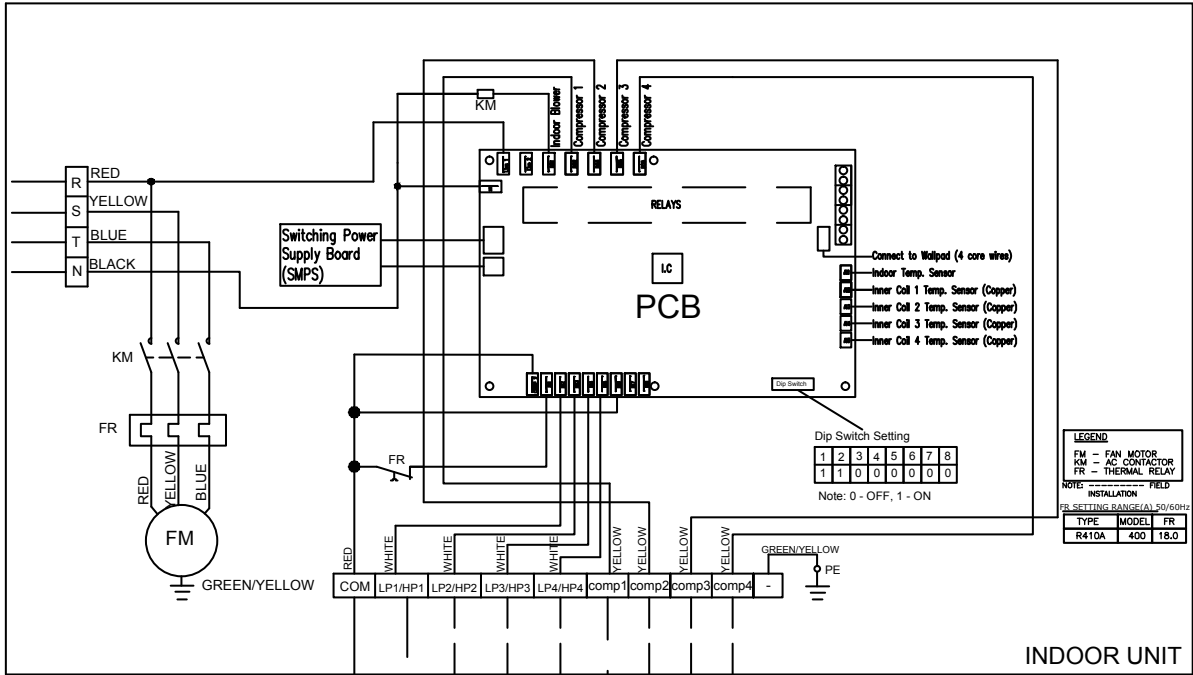 KM
Indoor Blower
Compressor 1
Compressor 2
Compressor 3
Compressor 4
R
RED
S
YELLOW
T
BLUE
N
BLACK
RELAYS
Switching Power
Supply Board
(SMPS)
I.C
PCB
Connect to Wallpad (4 core wires)
Indoor Temp. Sensor
Inner Coil 1 Temp. Sensor (Copper)
Inner Coil 2 Temp. Sensor (Copper)
Inner Coil 3 Temp. Sensor (Copper)
Inner Coil 4 Temp. Sensor (Copper)
KM
FR
Dip Switch
Dip Switch Setting
1 2 3 4 5 6 7 8
1 1 0 0 0 0 0 0
Note: 0 - OFF, 1 - ON
LEGEND
FM - FAN MOTOR
KM - AC CONTACTOR
FR - THERMAL RELAY
NOTE: ---------- FIELD
INSTALLATION
FR SETTING RANGE(A) 50/60Hz
TYPE MODEL FR
R410A 400 18.0
FR
RED
YELLOW
BLUE
FM
GREEN/YELLOW
RED
WHITE
WHITE
WHITE
WHITE
YELLOW
YELLOW
YELLOW
YELLOW
GREEN/YELLOW
PE
COM LP1/HP1 LP2/HP2 LP3/HP3 LP4/HP4 comp1 comp2 comp3 comp4 -
INDOOR UNIT